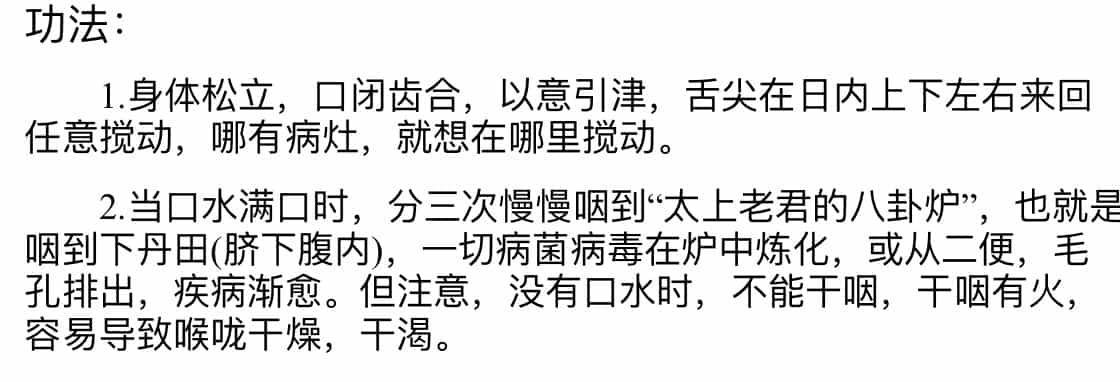 功法：
1.身体松立，口闭齿合，以意引津，舌尖在日内上下左右来回
任意搅动，哪有病灶，就想在哪里搅动。
2.当口水满口时，分三次慢慢咽到“太上老君的八卦炉”，也就是
咽到下丹田(脐下腹内)，一切病菌病毒在炉中炼化，或从二便，毛
孔排出，疾病渐愈。但注意，没有口水时，不能干咽，干咽有火，
容易导致喉咙干燥，干渴。